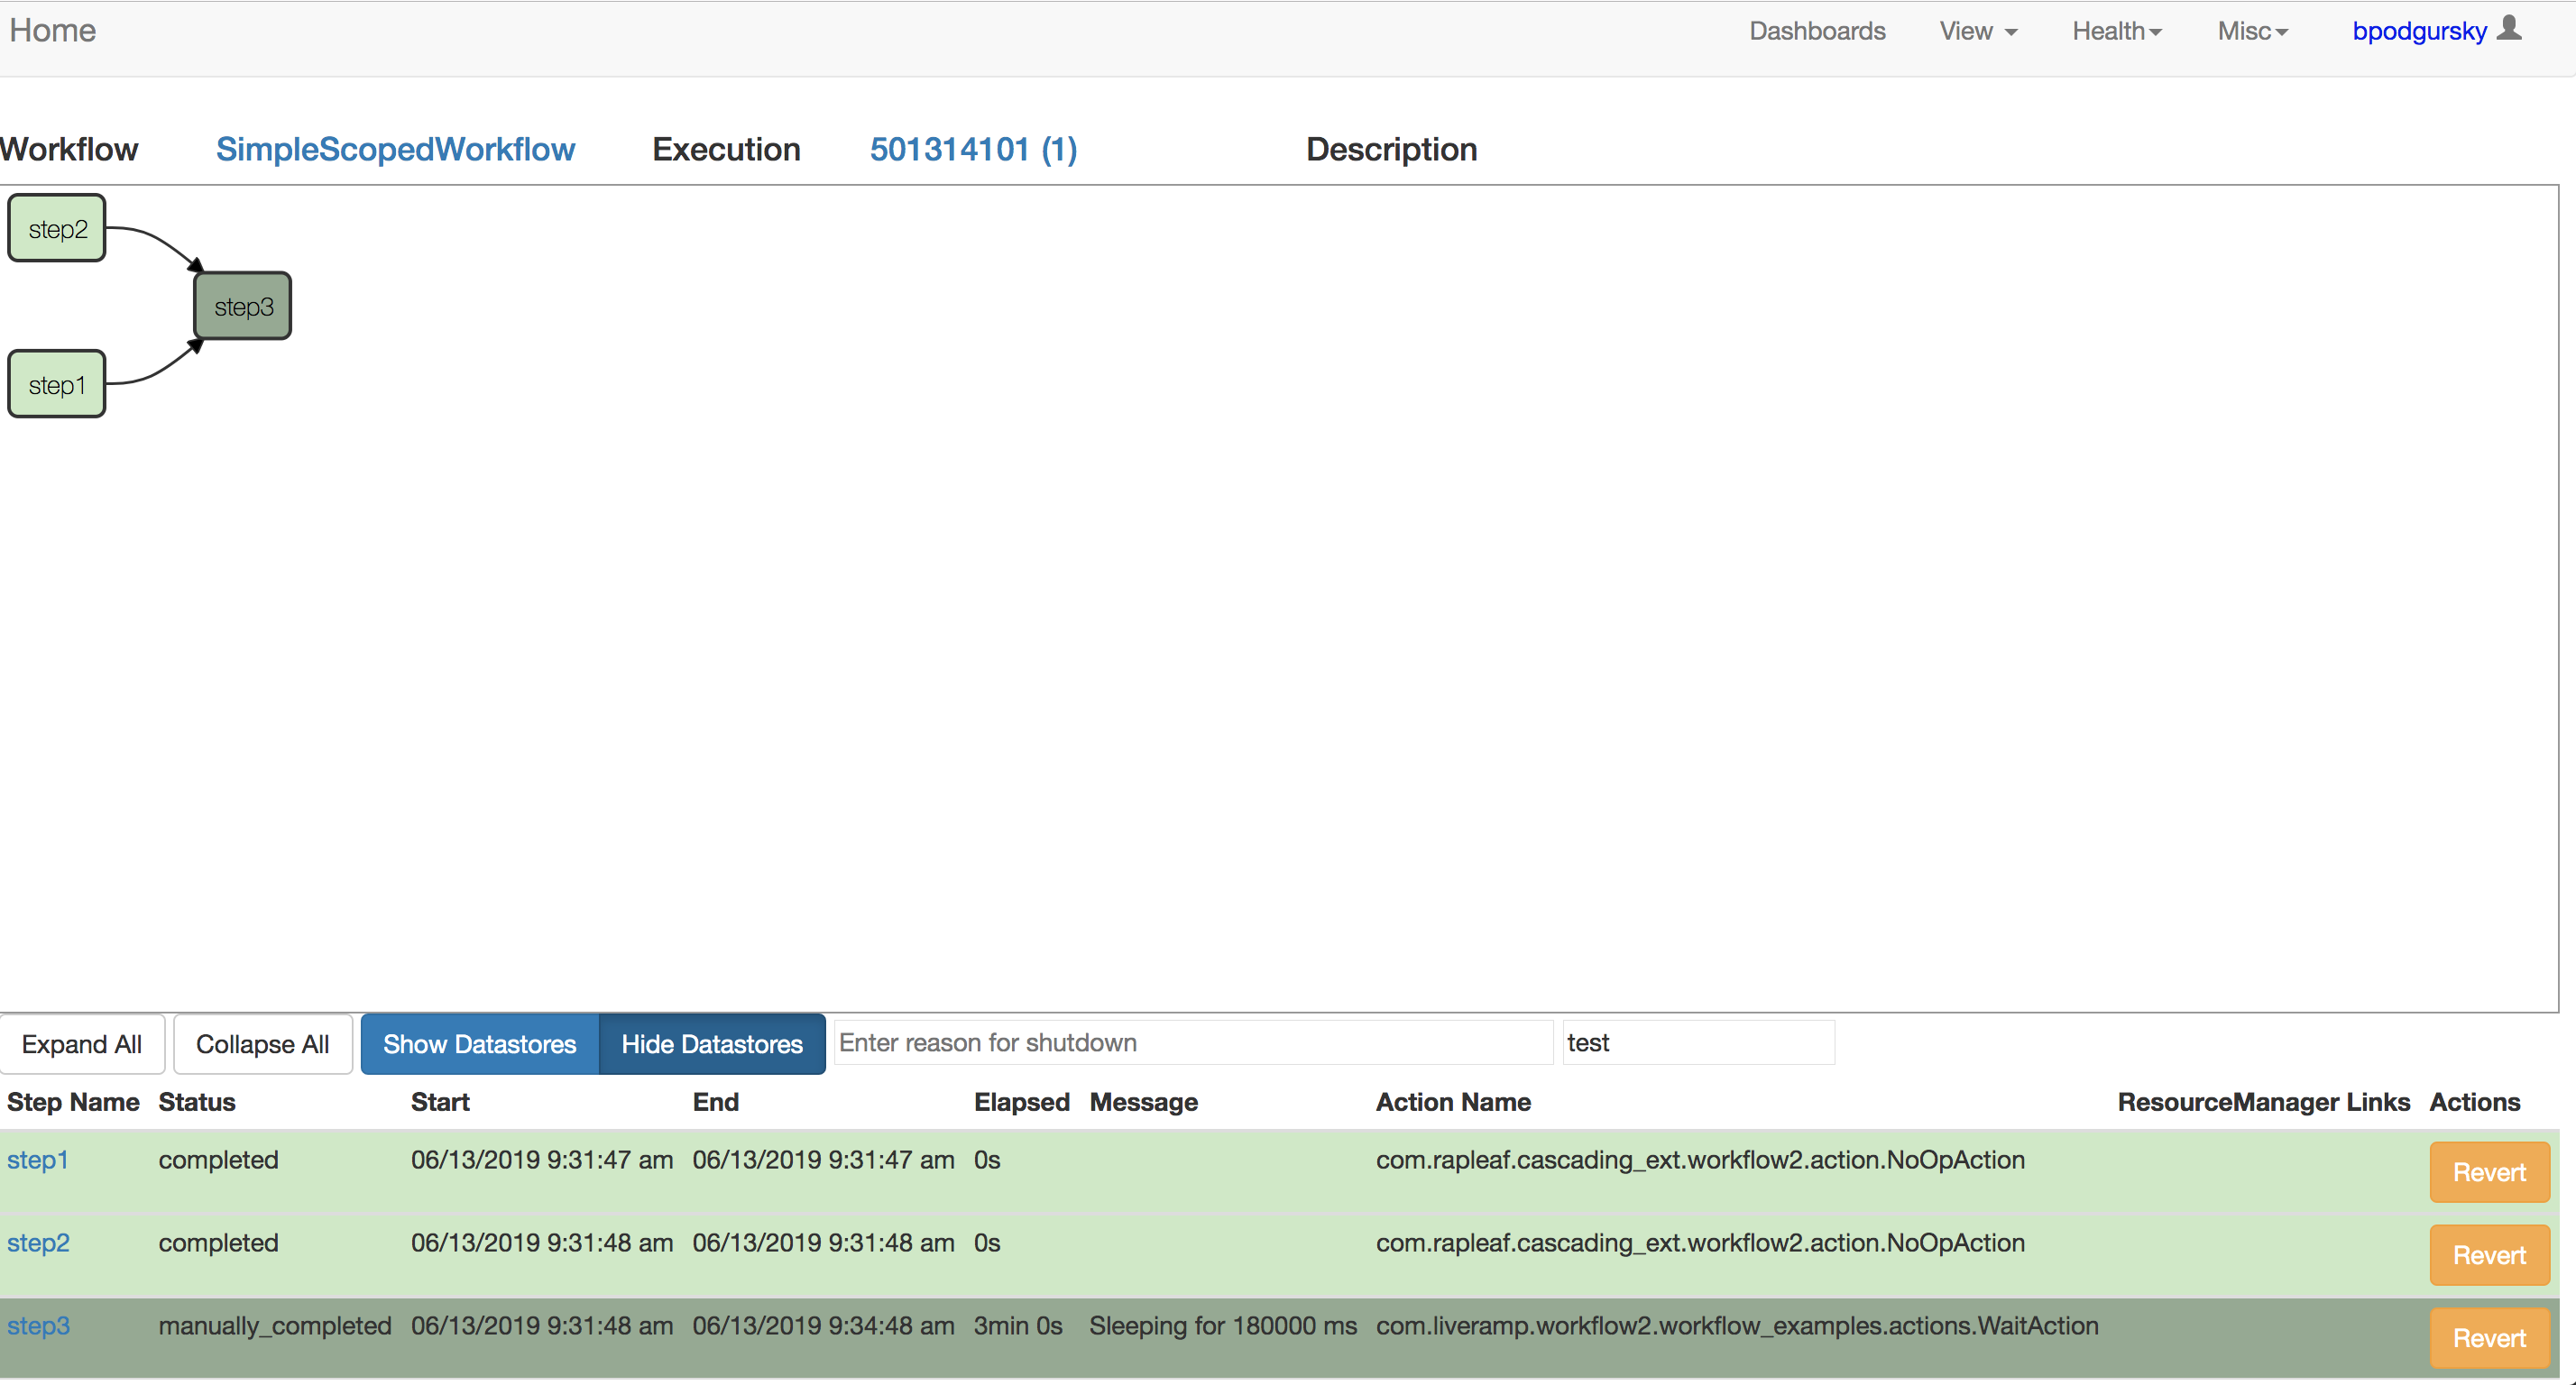 Home Dashboards View Health Misc bpodgursky
Workflow SimpleScopedWorkflow Execution 501314101 (1) Description
step2
step3
step1
Expand All Collapse All Show Datastores Hide Datastores Enter reason for shutdown test
Step Name Status Start End Elapsed Message Action Name ResourceManager Links Actions
step1 completed 06/13/2019 9:31:47 am 06/13/2019 9:31:47 am 0s com.rapleaf.cascading_ext.workflow2.action.NoOpAction Revert
step2 completed 06/13/2019 9:31:48 am 06/13/2019 9:31:48 am 0s com.rapleaf.cascading_ext.workflow2.action.NoOpAction Revert
step3 manually_completed 06/13/2019 9:31:48 am 06/13/2019 9:34:48 am 3min 0s Sleeping for 180000 ms com.liveramp.workflow2.workflow_examples.actions.WaitAction Revert